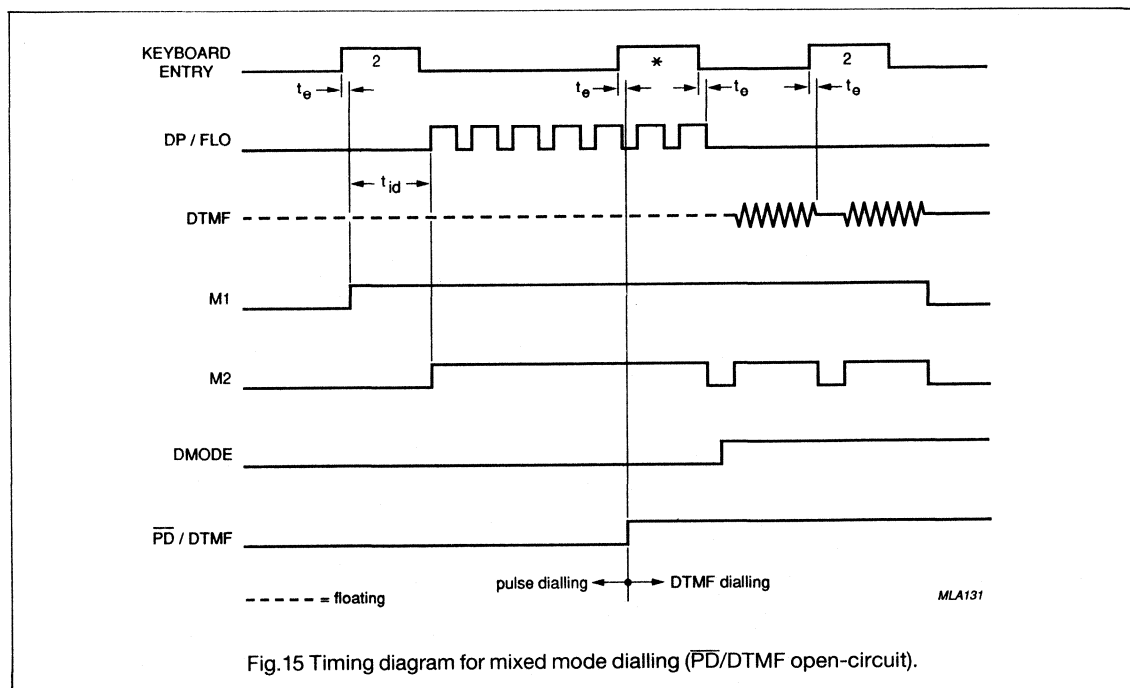 KEYBOARD
ENTRY
2
*
2
te
te
te
te
DP / FLO
tid
DTMF
M1
M2
DMODE
PD / DTMF
pulse dialling
DTMF dialling
----- = floating
MLA131
Fig.15 Timing diagram for mixed mode dialling (PD/DTMF open-circuit).